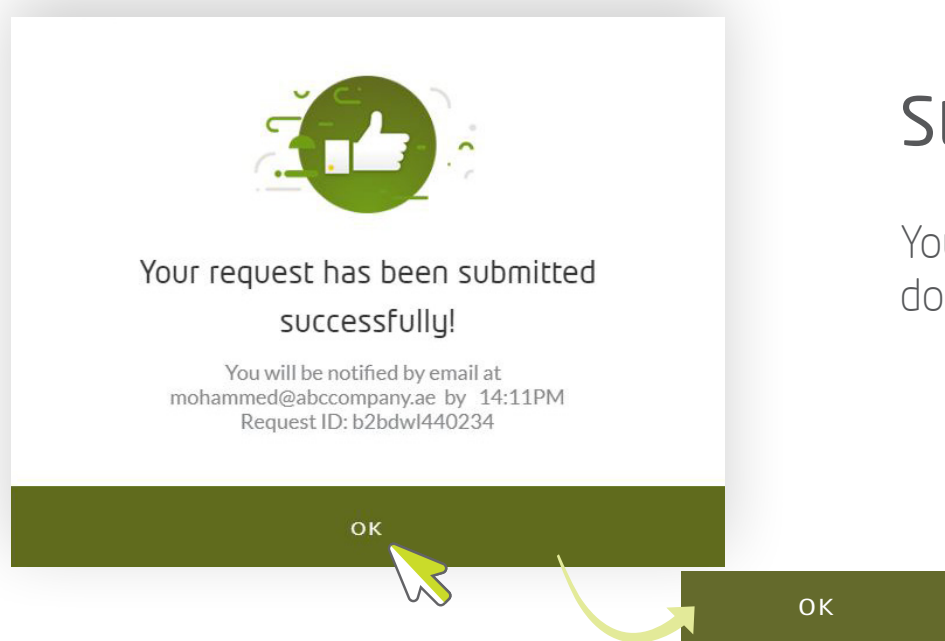 Your request has been submitted
successfully!
You will be notified by email at
mohammed@abccompany.ae by 14:11PM
Request ID: b2bdwl440234
OK
OK